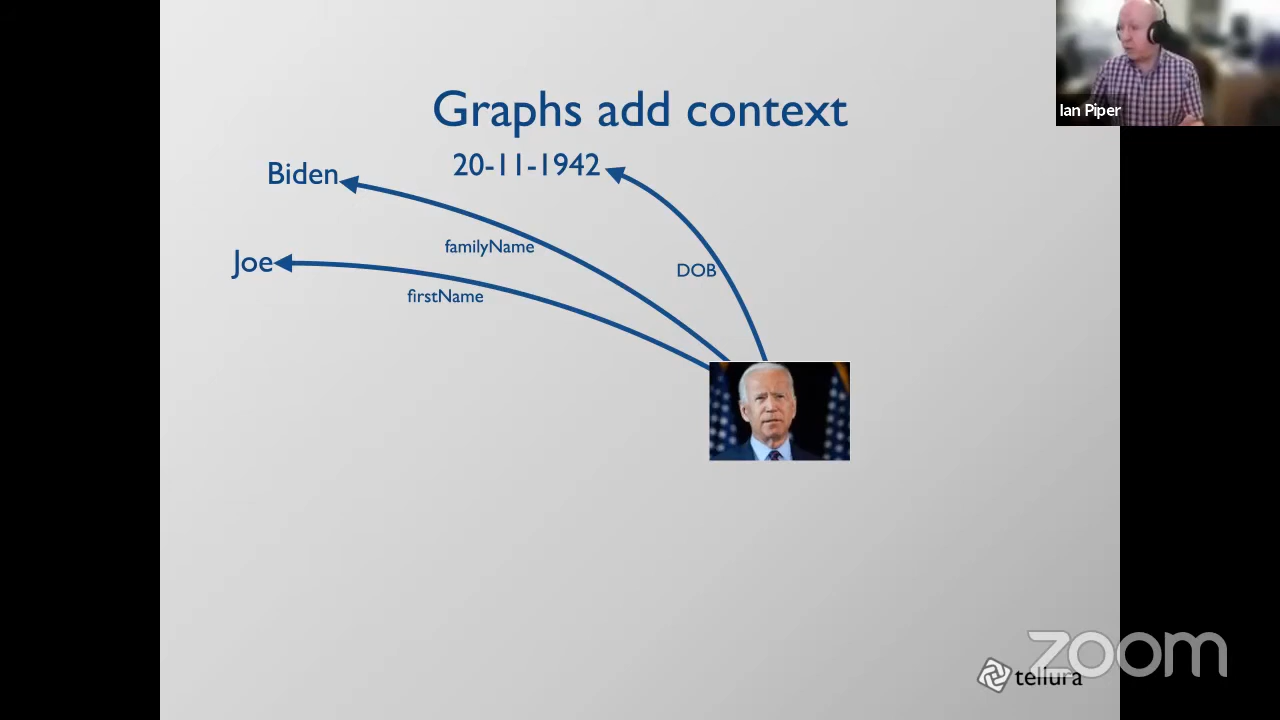 Ian Piper
Graphs add context
20-11-1942
Biden
familyName
Joe
DOB
firstName
zoom
tellura